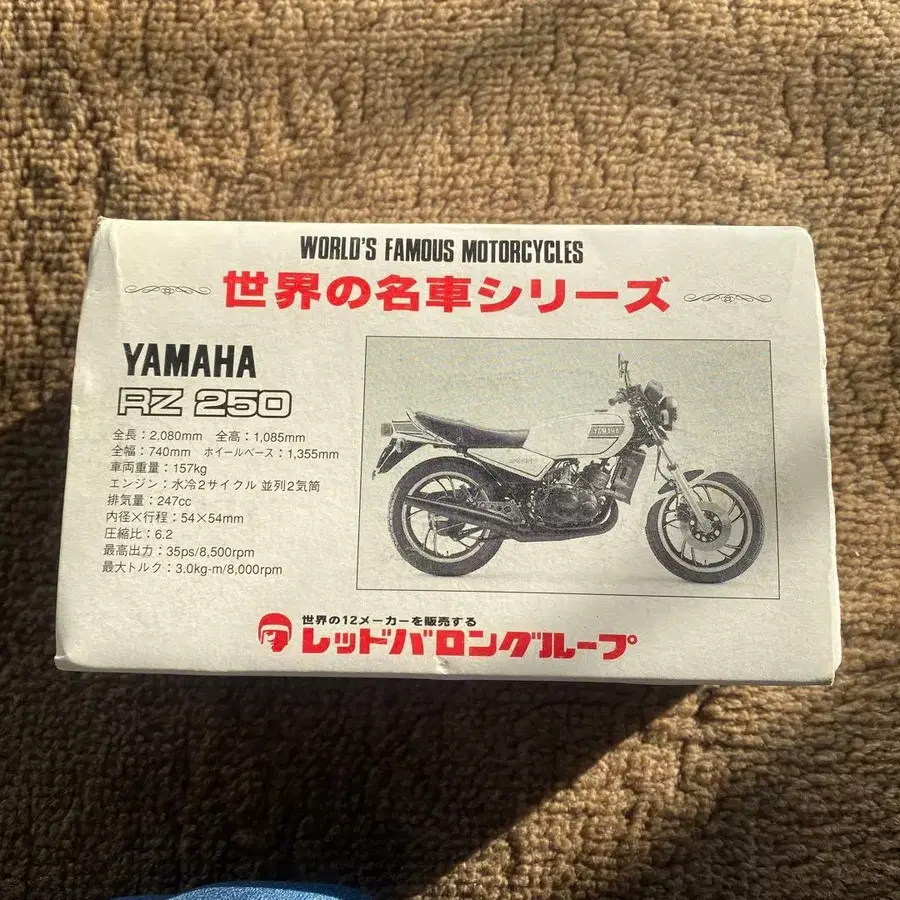 WORLD'S FAMOUS MOTORCYCLES
世界の名車シリーズ
YAMAHA
RZ 250
全長:2,080mm 全高:1,085mm
全幅:740mm ホイールベース:1,355mm
車両重量:157kg
エンジン:水冷2サイクル 並列2気筒
排気量:247cc
内径×行程:54×54mm
圧縮比:6.2
最高出力:35ps/8,500rpm
最大トルク:3.0kg-m/8,000rpm
YAMAHA
世界の12メーカーを販売する
レッドバロングループ